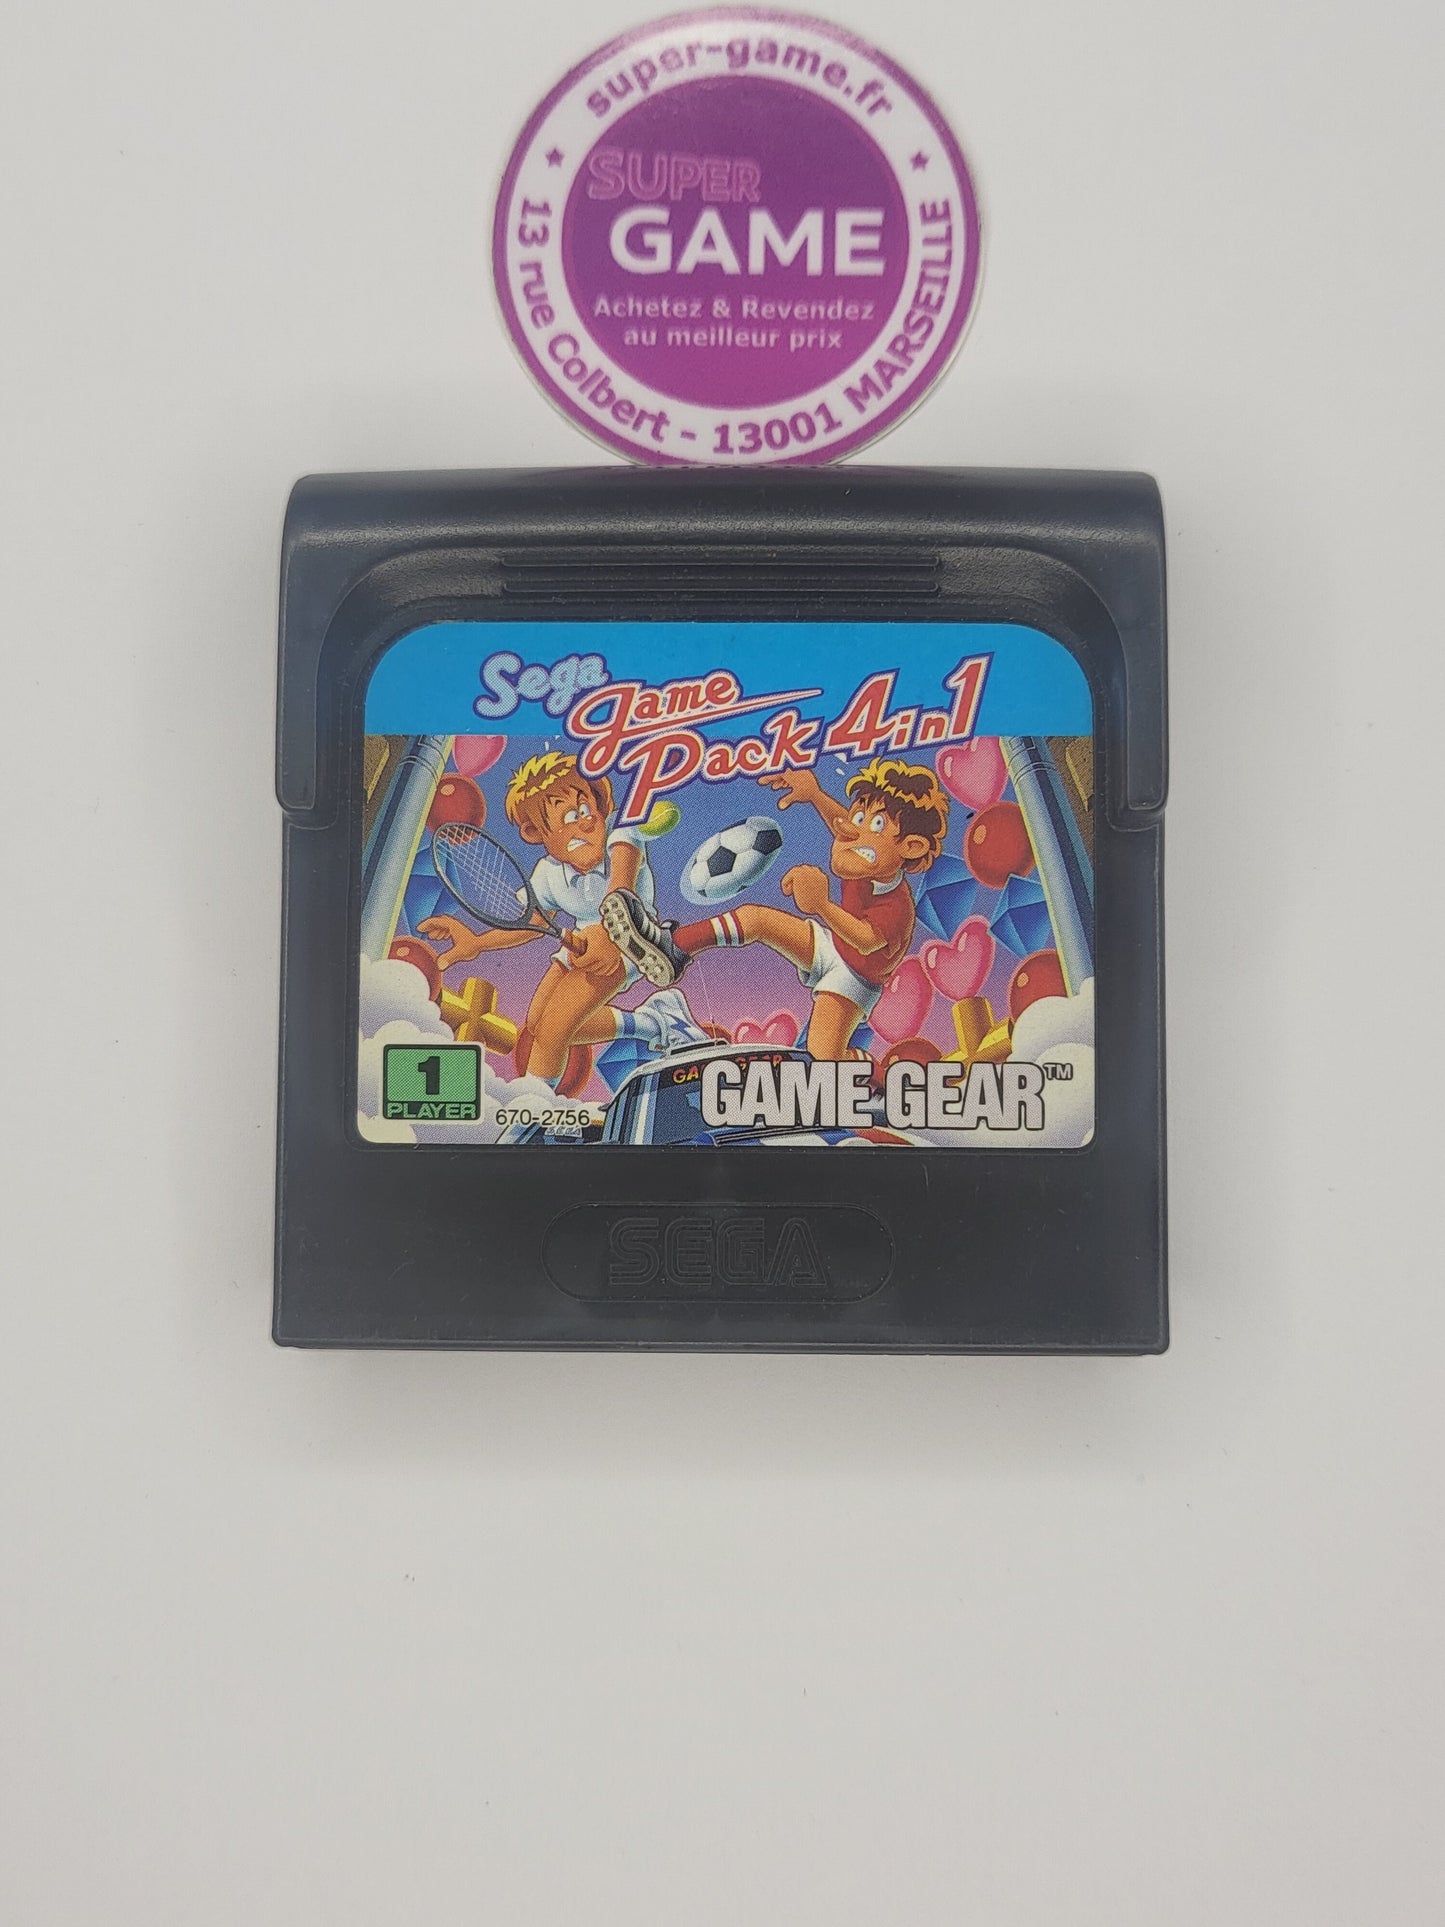 super-game.fr
SUPER
GAME
Achetez & Revendez
au meilleur prix
13 rue Colbert - 13001 MARSEILLE
Sega
game
Pack 4in1
1
PLAYER
670-2756
SEGA
GAME GEAR™
SEGA